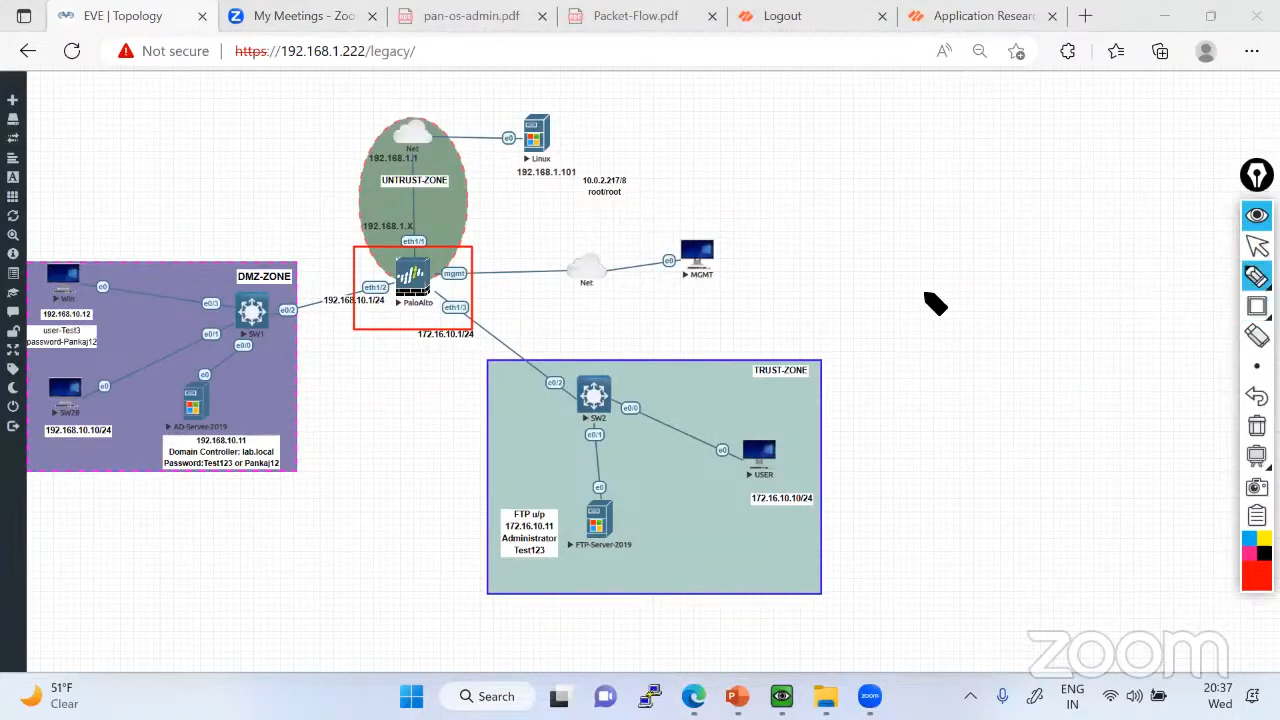 EVE | Topology
My Meetings - Zoo
pan-os-admin.pdf
Packet-Flow.pdf
Logout
Application Researc
Not secure
https://192.168.1.222/legacy/
Net
192.168.1.1
UNTRUST-ZONE
e0
Linux
192.168.1.101
10.0.2.217/8
root/root
192.168.1.X
eth1/1
mgmt
eth1/2
192.168.10.1/24
PaloAlto
eth1/3
172.16.10.1/24
Net
e0
MGMT
DMZ-ZONE
Win
e0
192.168.10.12
user-Test3
password-Pankaj12
e0/3
e0/2
SW1
e0/1
e0/0
e0
e0
192.168.10.10/24
AD-Server-2019
192.168.10.11
Domain Controller: lab.local
Password:Test123 or Pankaj12
TRUST-ZONE
e0/2
e0/0
SW2
e0/1
e0
USER
172.16.10.10/24
e0
FTP u/p
172.16.10.11
Administrator
Test123
FTP-Server-2019
zoom
51°F
Clear
Search
zoom
ENG
IN
20:37
Wed